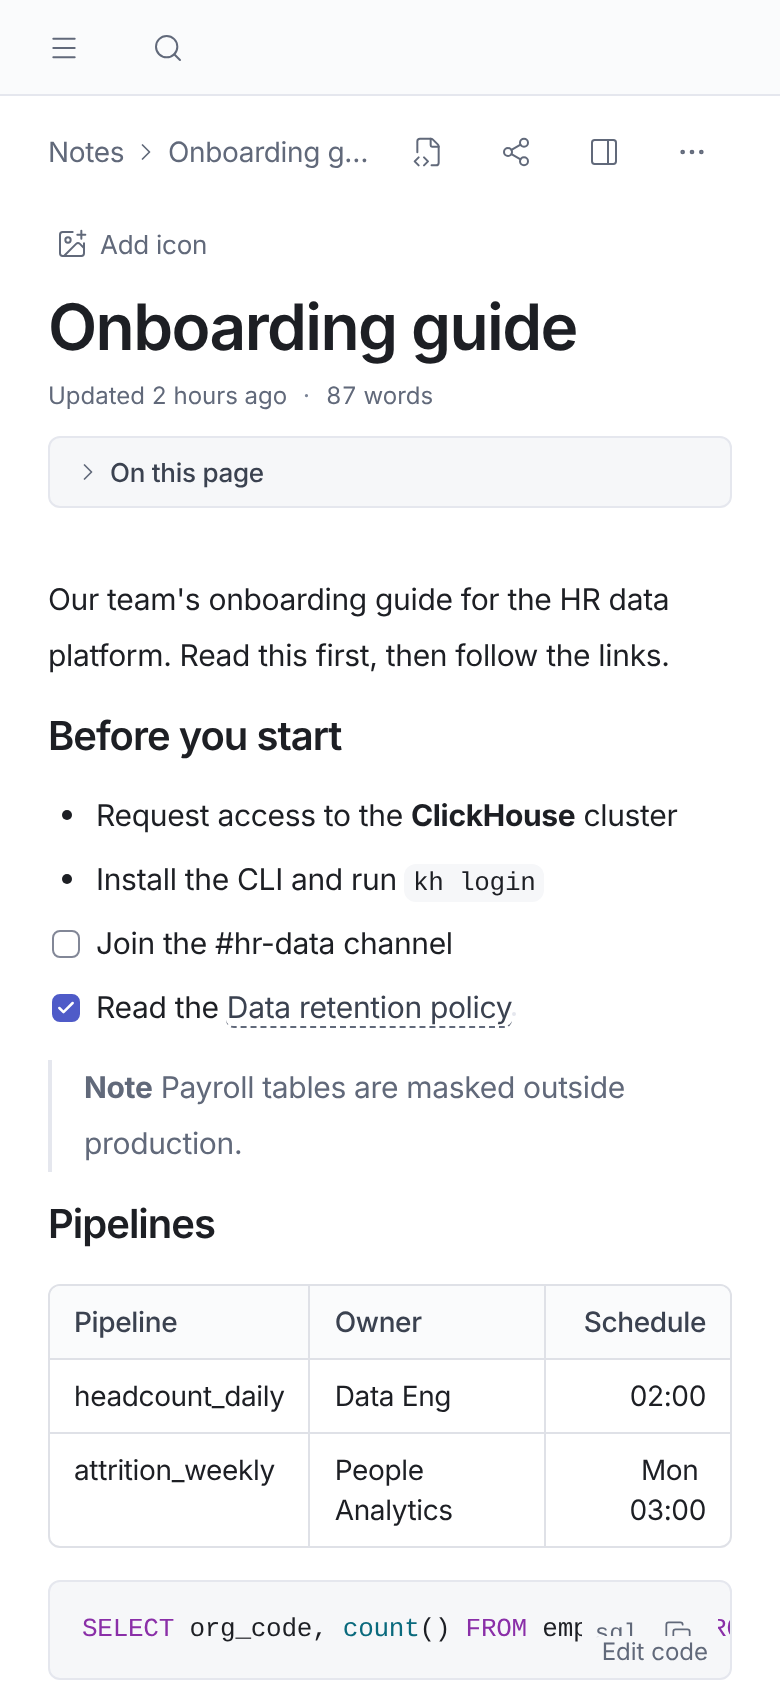 Notes > Onboarding g...
Add icon
Onboarding guide
Updated 2 hours ago · 87 words
On this page
Our team's onboarding guide for the HR data
platform. Read this first, then follow the links.
Before you start
• Request access to the ClickHouse cluster
• Install the CLI and run kh login
Join the #hr-data channel
Read the Data retention policy.
Note Payroll tables are masked outside
production.
Pipelines
Pipeline Owner Schedule
headcount_daily Data Eng 02:00
attrition_weekly People Mon
Analytics 03:00
SELECT org_code, count() FROM emp sql
Edit code